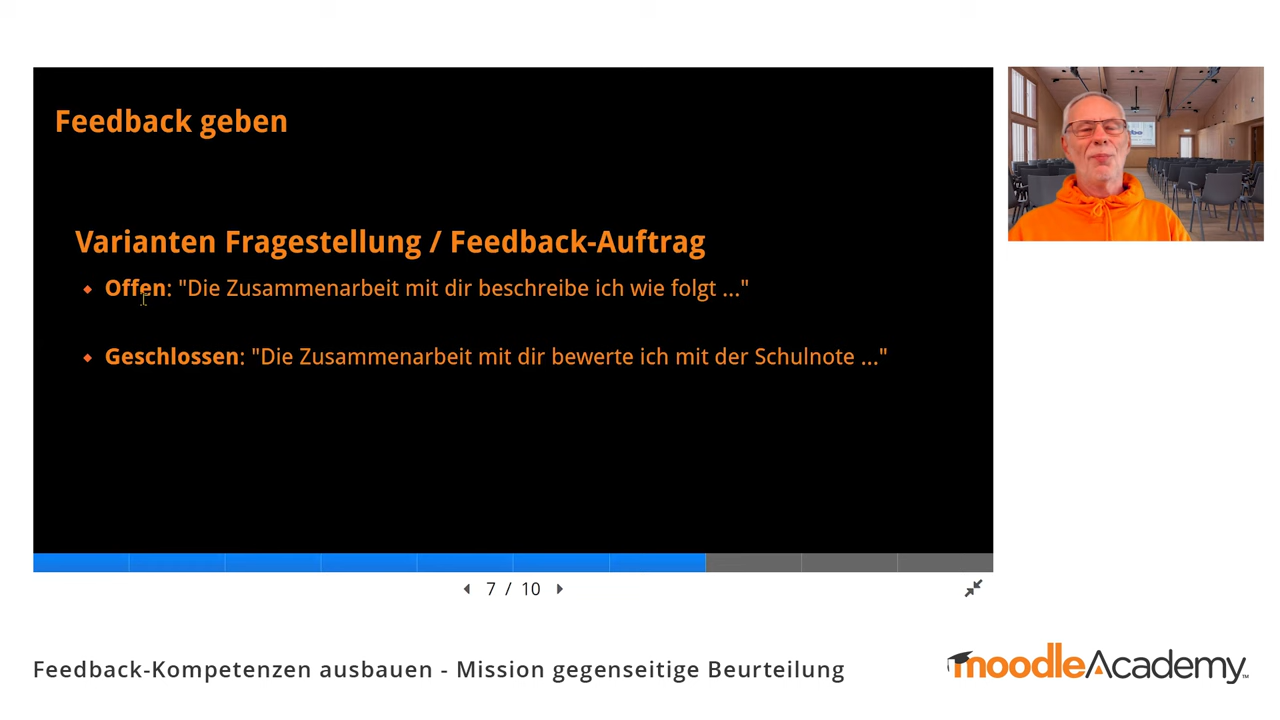 Feedback geben
Varianten Fragestellung / Feedback-Auftrag
Offen: "Die Zusammenarbeit mit dir beschreibe ich wie folgt ..."
Geschlossen: "Die Zusammenarbeit mit dir bewerte ich mit der Schulnote ..."
7 / 10
Feedback-Kompetenzen ausbauen - Mission gegenseitige Beurteilung
moodleAcademy™